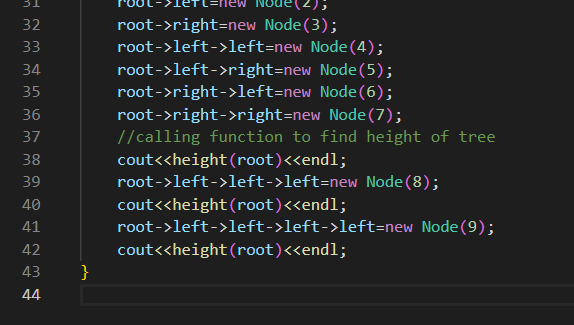 31 root->left=new Node(2);
32 root->right=new Node(3);
33 root->left->left=new Node(4);
34 root->left->right=new Node(5);
35 root->right->left=new Node(6);
36 root->right->right=new Node(7);
37 //calling function to find height of tree
38 cout<<height(root)<<endl;
39 root->left->left->left=new Node(8);
40 cout<<height(root)<<endl;
41 root->left->left->left->left=new Node(9);
42 cout<<height(root)<<endl;
43 }
44